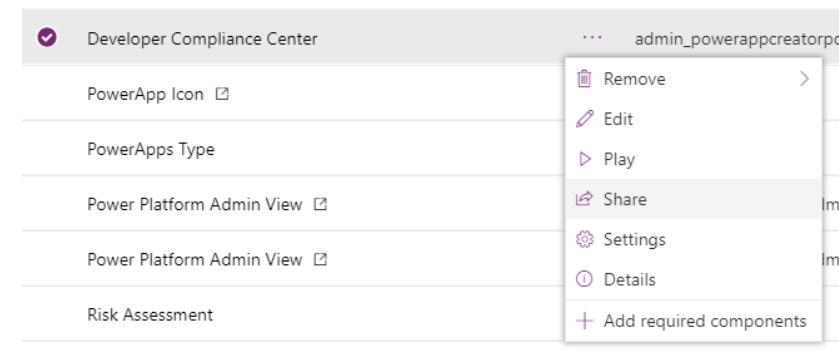 Developer Compliance Center ... admin_powerappcreatorpo
Remove
PowerApp Icon
Edit
PowerApps Type
Play
Share
Power Platform Admin View
Settings
Power Platform Admin View
Details
Risk Assessment
Add required components